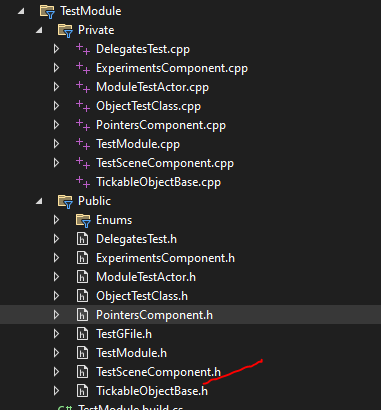 TestModule
Private
DelegatesTest.cpp
ExperimentsComponent.cpp
ModuleTestActor.cpp
ObjectTestClass.cpp
PointersComponent.cpp
TestModule.cpp
TestSceneComponent.cpp
TickableObjectBase.cpp
Public
Enums
DelegatesTest.h
ExperimentsComponent.h
ModuleTestActor.h
ObjectTestClass.h
PointersComponent.h
TestGFile.h
TestModule.h
TestSceneComponent.h
TickableObjectBase.h
TestModule.build.cs